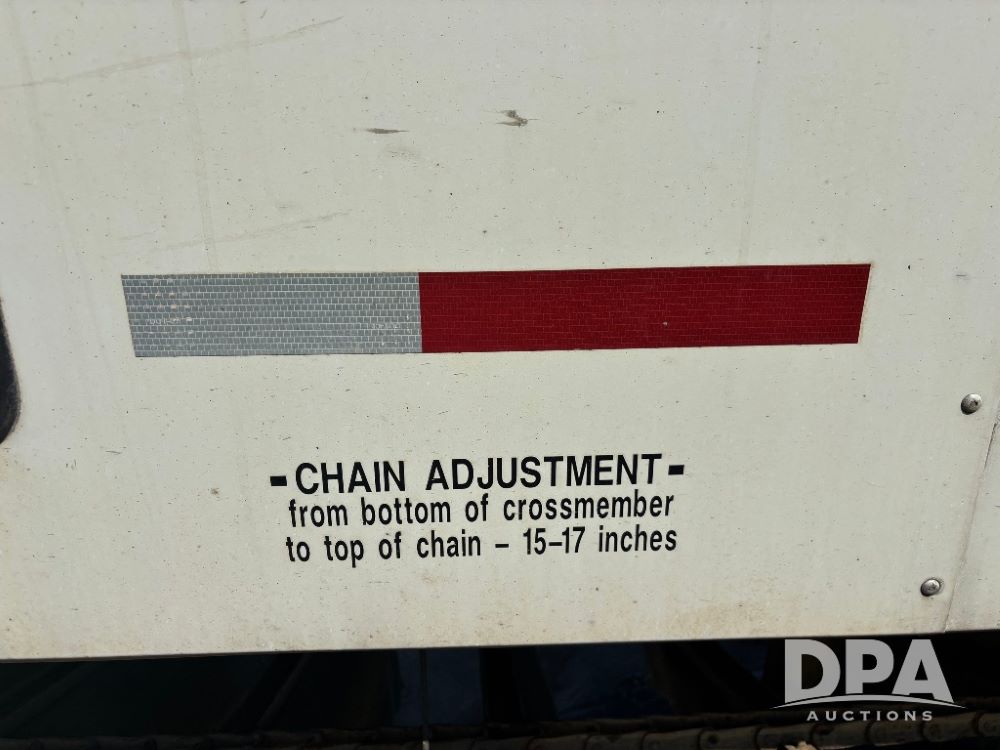 -CHAIN ADJUSTMENT-
from bottom of crossmember
to top of chain - 15-17 inches
DPA
AUCTIONS